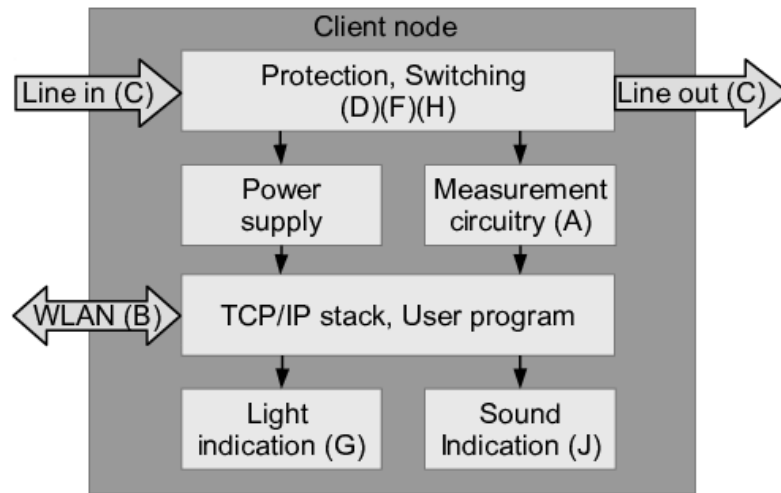 Client node
Line in (C)
Protection, Switching
(D)(F)(H)
Line out (C)
Power
supply
Measurement
circuitry (A)
WLAN (B)
TCP/IP stack, User program
Light
indication (G)
Sound
Indication (J)